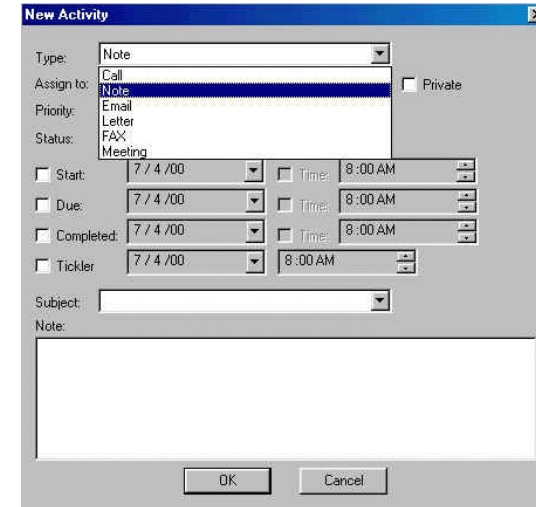 New Activity
Type: Note
Call
Assign to: Note Private
Priority: Email
Letter
Status: FAX
Meeting
Start: 7 / 4 /00 Time: 8 :00 AM
Due: 7 / 4 /00 Time: 8 :00 AM
Completed: 7 / 4 /00 Time: 8 :00 AM
Tickler 7 / 4 /00 8 :00 AM
Subject:
Note:
OK Cancel